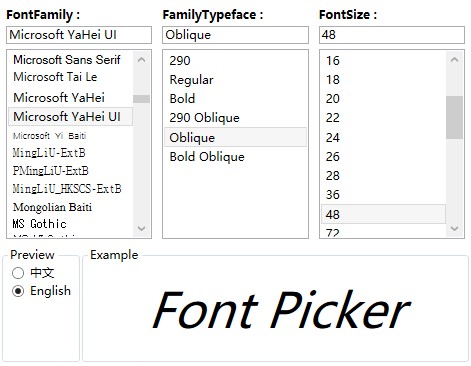 FontFamily :
Microsoft YaHei UI
Microsoft Sans Serif
Microsoft Tai Le
Microsoft YaHei
Microsoft YaHei UI
Microsoft Yi Baiti
MingLiU-ExtB
PMingLiU-ExtB
MingLiU_HKSCS-ExtB
Mongolian Baiti
MS Gothic
FamilyTypeface :
Oblique
290
Regular
Bold
290 Oblique
Oblique
Bold Oblique
FontSize :
48
16
18
20
22
24
26
28
36
48
72
Preview
中文
English
Example
Font Picker